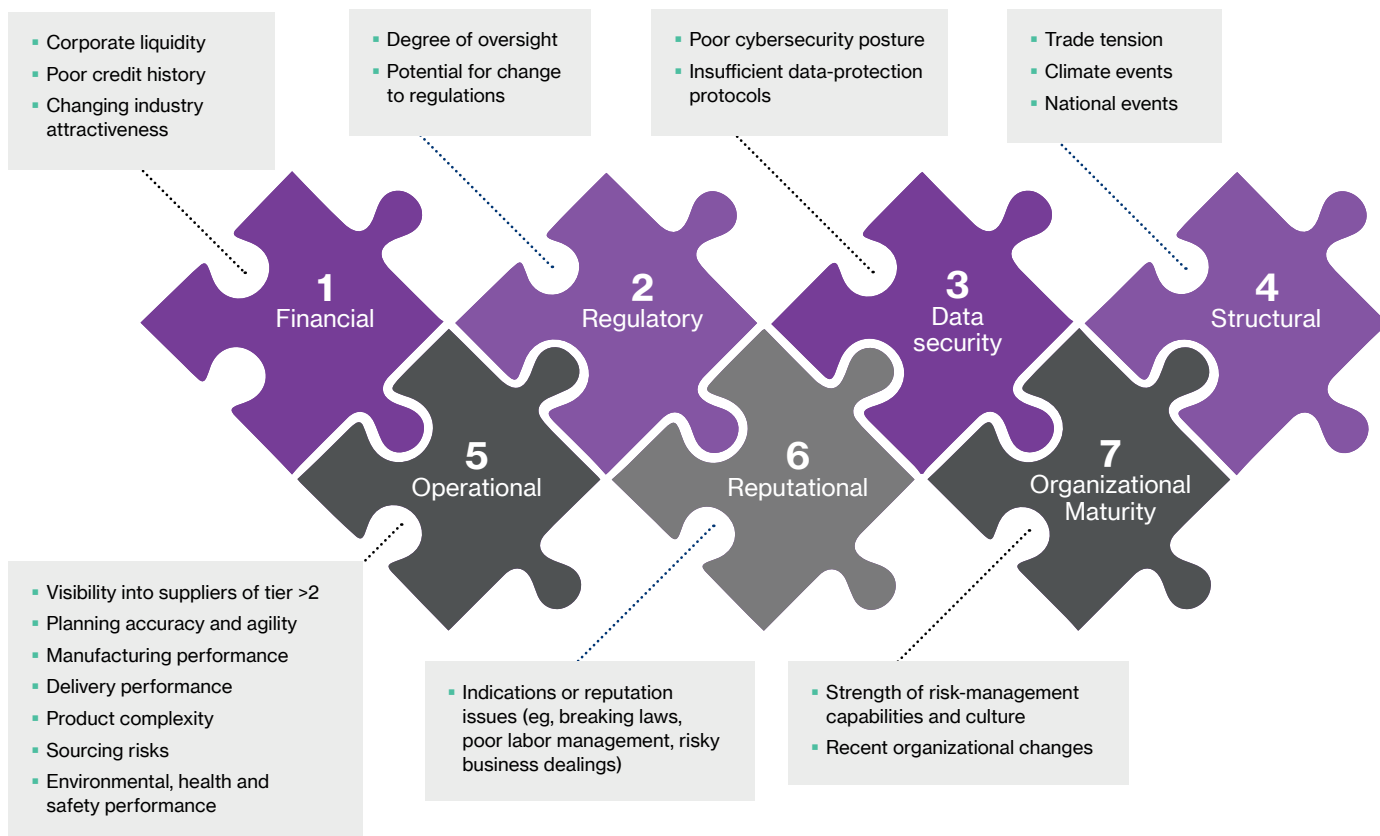 ▪ Corporate liquidity
▪ Poor credit history
▪ Changing industry
attractiveness
▪ Degree of oversight
▪ Potential for change
to regulations
▪ Poor cybersecurity posture
▪ Insufficient data-protection
protocols
▪ Trade tension
▪ Climate events
▪ National events
1
Financial
2
Regulatory
3
Data
security
4
Structural
5
Operational
6
Reputational
7
Organizational
Maturity
▪ Visibility into suppliers of tier >2
▪ Planning accuracy and agility
▪ Manufacturing performance
▪ Delivery performance
▪ Product complexity
▪ Sourcing risks
▪ Environmental, health and
safety performance
▪ Indications or reputation
issues (eg, breaking laws,
poor labor management, risky
business dealings)
▪ Strength of risk-management
capabilities and culture
▪ Recent organizational changes